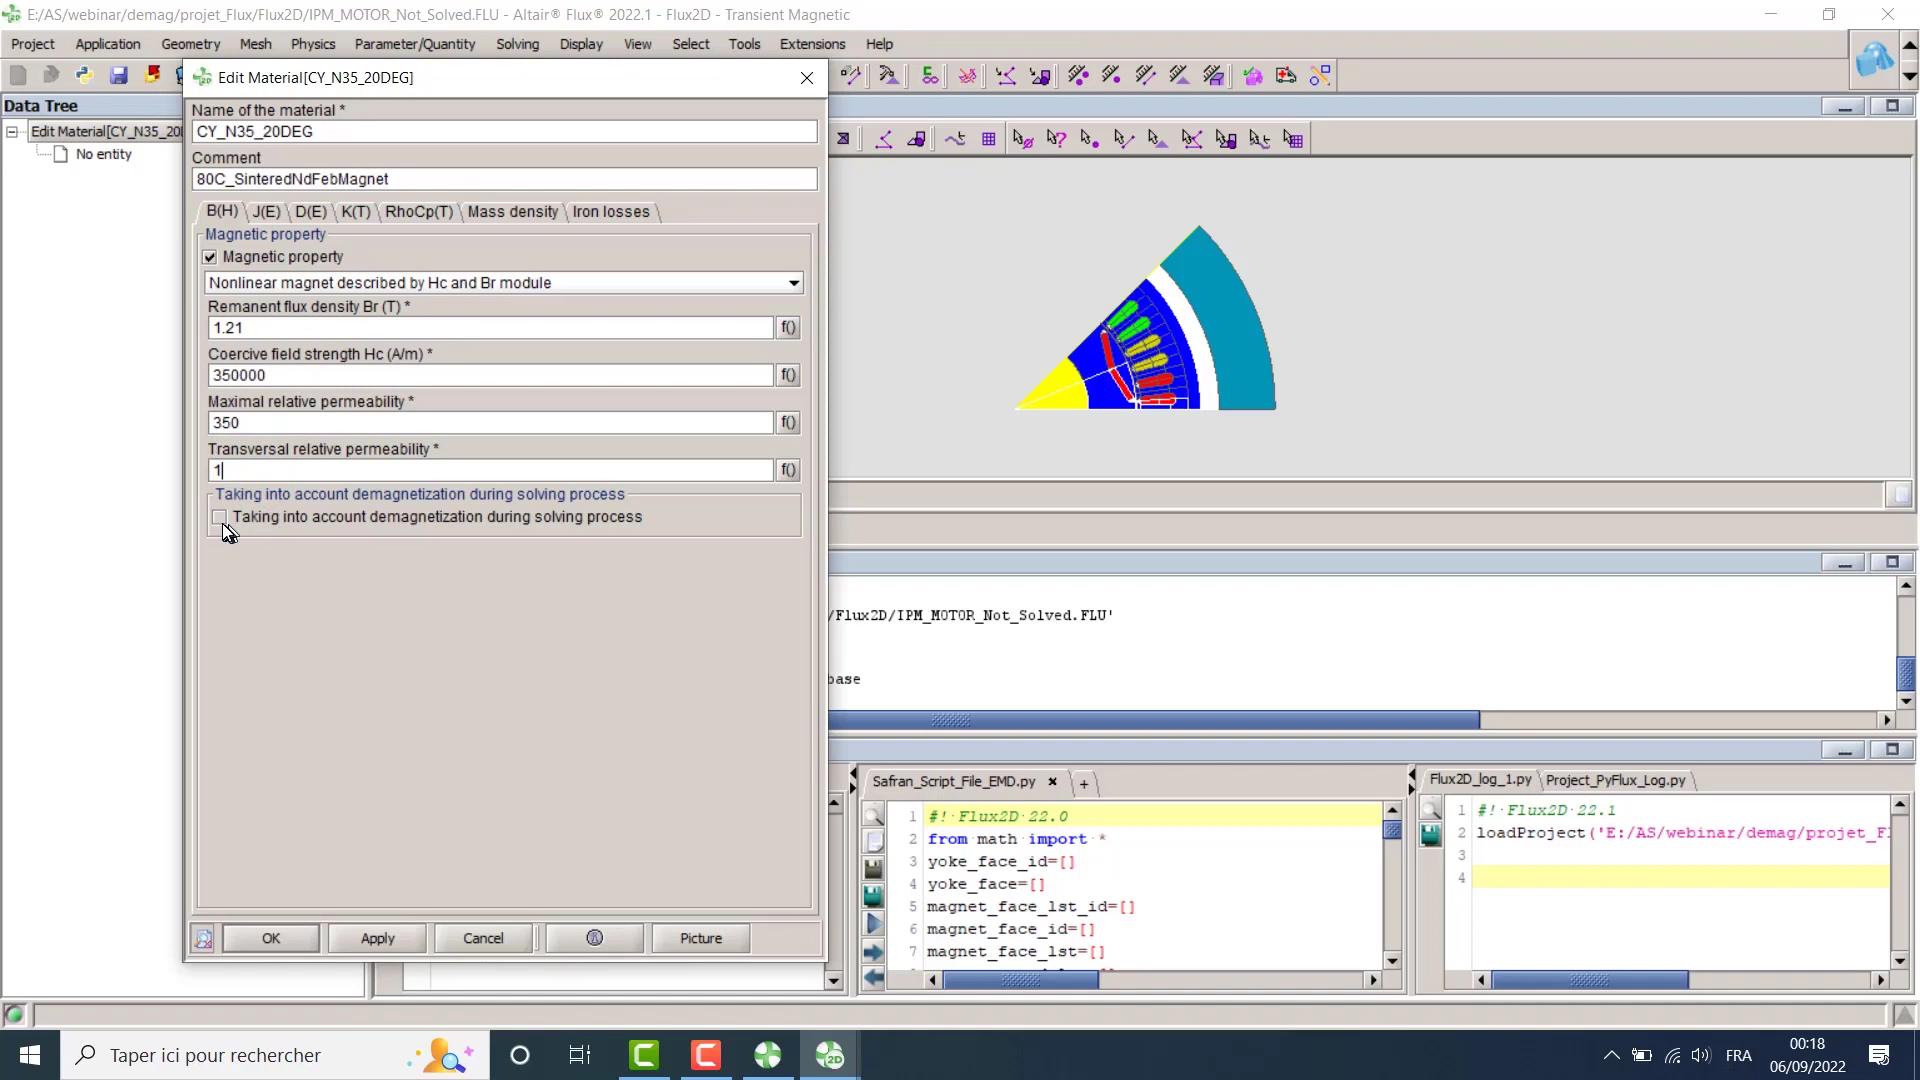 E:/AS/webinar/demag/projet_Flux/Flux2D/IPM_MOTOR_Not_Solved.FLU - Altair® Flux® 2022.1 - Flux2D - Transient Magnetic
Project Application Geometry Mesh Physics Parameter/Quantity Solving Display View Select Tools Extensions Help
Edit Material[CY_N35_20DEG]
Data Tree
Edit Material[CY_N35_20
No entity
Name of the material *
CY_N35_20DEG
Comment
80C_SinteredNdFebMagnet
B(H) J(E) D(E) K(T) RhoCp(T) Mass density Iron losses
Magnetic property
Magnetic property
Nonlinear magnet described by Hc and Br module
Remanent flux density Br (T) *
1.21 f()
Coercive field strength Hc (A/m) *
350000 f()
Maximal relative permeability *
350 f()
Transversal relative permeability *
1 f()
Taking into account demagnetization during solving process
Taking into account demagnetization during solving process
OK Apply Cancel Picture
/Flux2D/IPM_MOTOR_Not_Solved.FLU'
base
Safran_Script_File_EMD.py × +
1 #! Flux2D 22.0
2 from math import *
3 yoke_face_id=[]
4 yoke_face=[]
5 magnet_face_lst_id=[]
6 magnet_face_id=[]
7 magnet_face_lst=[]
Flux2D_log_1.py Project_PyFlux_Log.py
1 #! Flux2D 22.1
2 loadProject('E:/AS/webinar/demag/projet_Fl
3
4
Taper ici pour rechercher
2D
FRA
00:18
06/09/2022